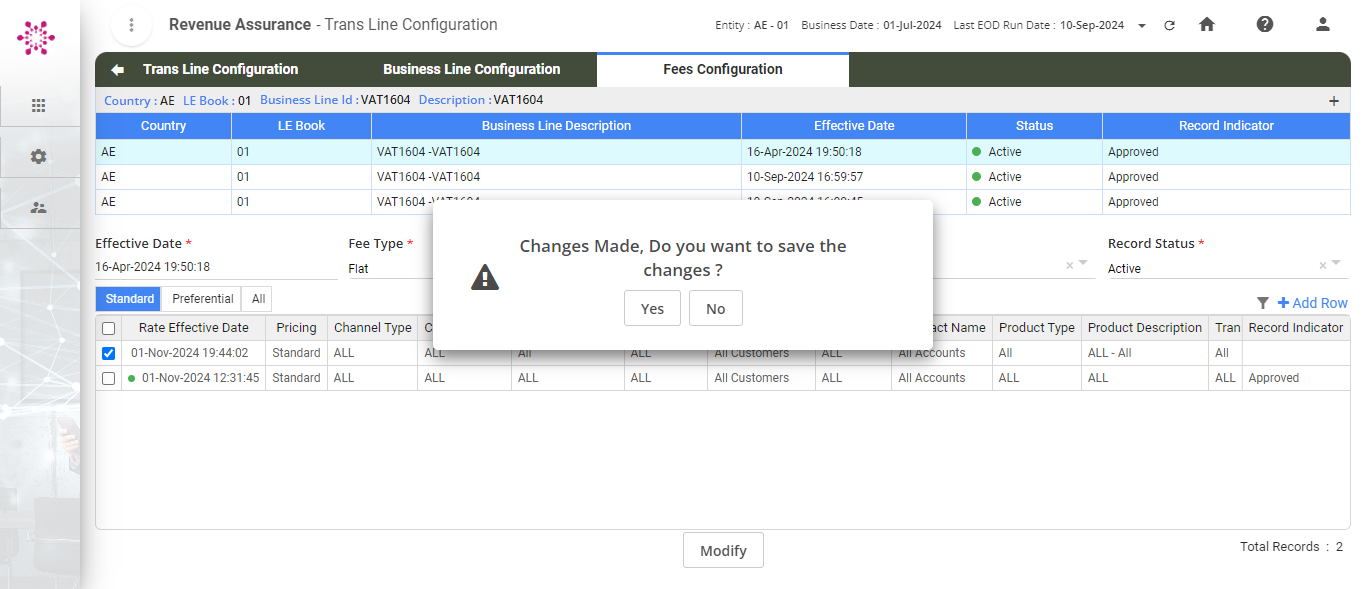 Revenue Assurance - Trans Line Configuration
Entity : AE - 01 Business Date : 01-Jul-2024 Last EOD Run Date : 10-Sep-2024
Trans Line Configuration Business Line Configuration Fees Configuration
Country : AE LE Book : 01 Business Line Id : VAT1604 Description : VAT1604 +
Country LE Book Business Line Description Effective Date Status Record Indicator
AE 01 VAT1604 -VAT1604 16-Apr-2024 19:50:18 Active Approved
AE 01 VAT1604 -VAT1604 10-Sep-2024 16:59:57 Active Approved
AE 01 Active Approved
Effective Date * Fee Type * Record Status *
16-Apr-2024 19:50:18 Flat × Active ×
Changes Made, Do you want to save the
changes ?
Yes No
Standard Preferential All + Add Row
Rate Effective Date Pricing Channel Type Product Type Product Description Tran Record Indicator
01-Nov-2024 19:44:02 Standard ALL ALL All ALL All Customers ALL All Accounts All ALL - All All
01-Nov-2024 12:31:45 Standard ALL ALL ALL ALL All Customers ALL All Accounts ALL ALL ALL Approved
Modify
Total Records : 2